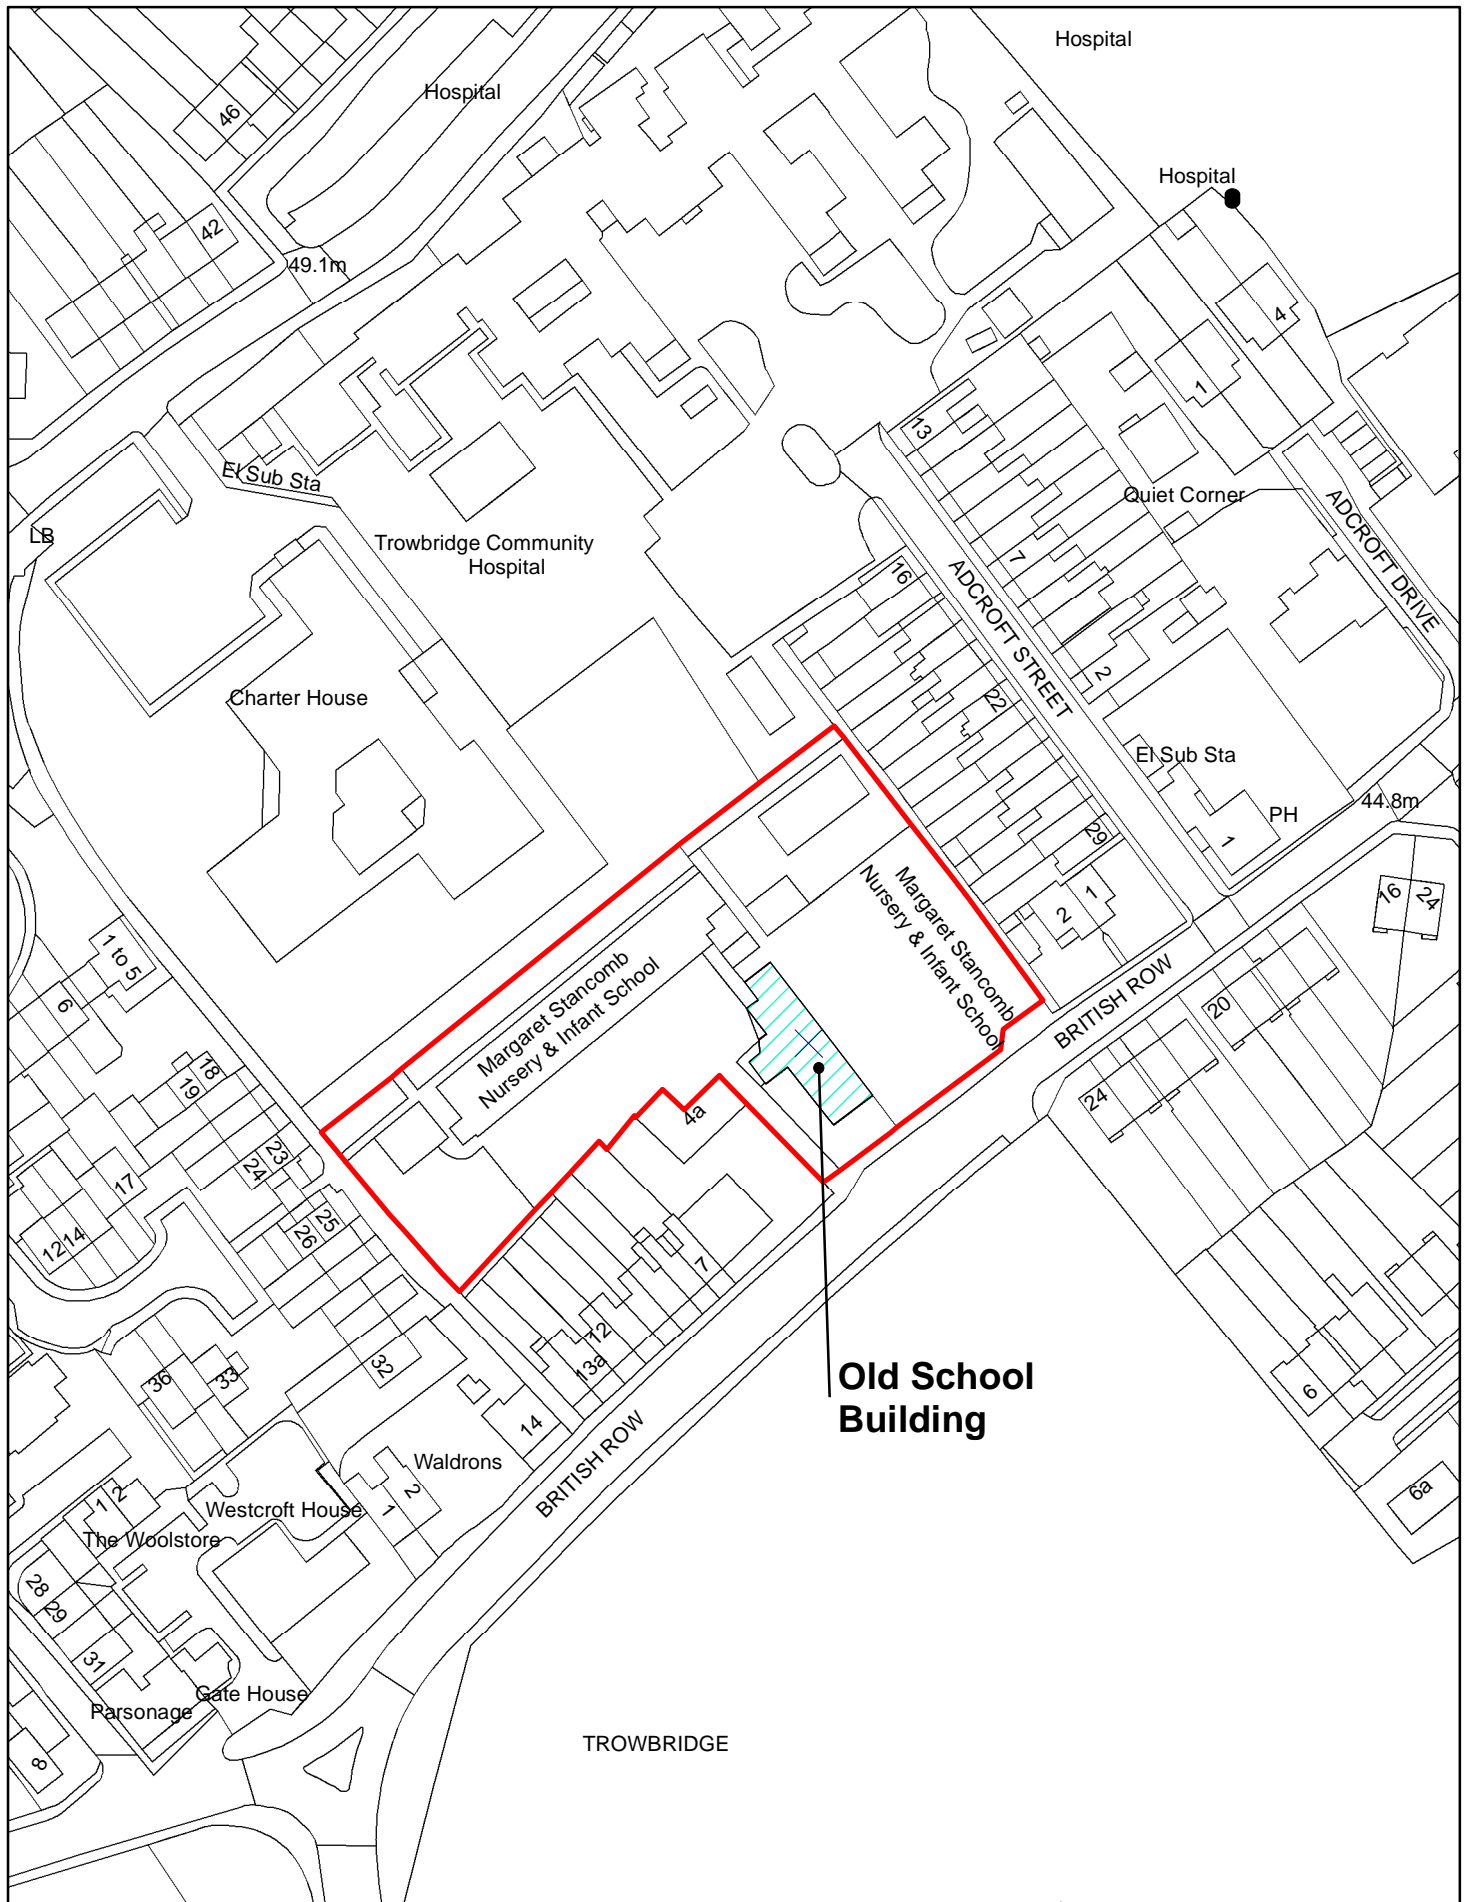 Hospital
Hospital
46
Hospital
42
49.1m
4
1
13
El Sub Sta
Quiet Corner
ADCROFT DRIVE
LB
Trowbridge Community
Hospital
7
16
ADCROFT STREET
2
22
Charter House
El Sub Sta
PH
44.8m
1
29
16
24
1
2
Margaret Stancomb
Nursery & Infant School
1 to 5
6
Margaret Stancomb
Nursery & Infant School
BRITISH ROW
20
18
19
24
4a
23
24
17
25
26
12
14
7
12
13a
32
36
33
Old School
Building
6
14
Waldrons
BRITISH ROW
2
1
Westcroft House
6a
1
2
The Woolstore
28
29
31
Gate House
Parsonage
8
TROWBRIDGE